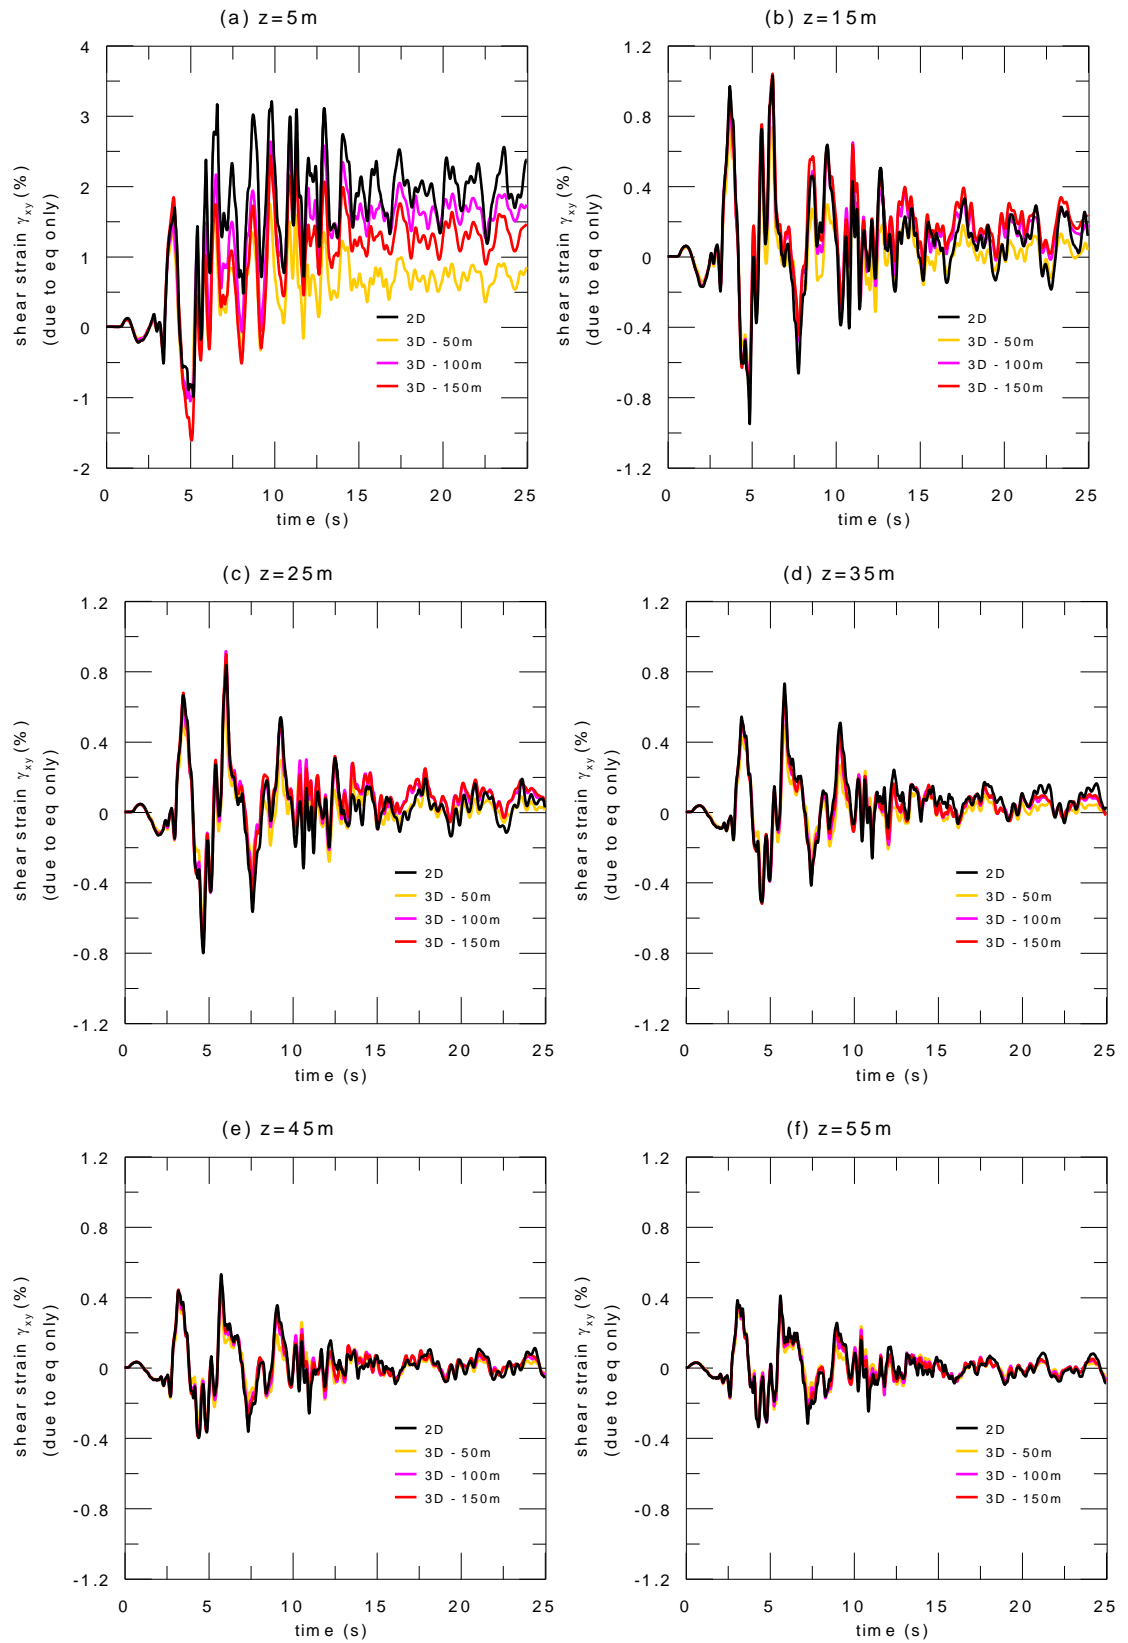 (a) z=5m
shear strain γxy (%)
(due to eq only)
4
3
2
1
0
-1
-2
0 5 10 15 20 25
time (s)
2D
3D - 50m
3D - 100m
3D - 150m
(b) z=15m
shear strain γxy (%)
(due to eq only)
1.2
0.8
0.4
0
-0.4
-0.8
-1.2
0 5 10 15 20 25
time (s)
2D
3D - 50m
3D - 100m
3D - 150m
(c) z=25m
shear strain γxy (%)
(due to eq only)
1.2
0.8
0.4
0
-0.4
-0.8
-1.2
0 5 10 15 20 25
time (s)
2D
3D - 50m
3D - 100m
3D - 150m
(d) z=35m
shear strain γxy (%)
(due to eq only)
1.2
0.8
0.4
0
-0.4
-0.8
-1.2
0 5 10 15 20 25
time (s)
2D
3D - 50m
3D - 100m
3D - 150m
(e) z=45m
shear strain γxy (%)
(due to eq only)
1.2
0.8
0.4
0
-0.4
-0.8
-1.2
0 5 10 15 20 25
time (s)
2D
3D - 50m
3D - 100m
3D - 150m
(f) z=55m
shear strain γxy (%)
(due to eq only)
1.2
0.8
0.4
0
-0.4
-0.8
-1.2
0 5 10 15 20 25
time (s)
2D
3D - 50m
3D - 100m
3D - 150m